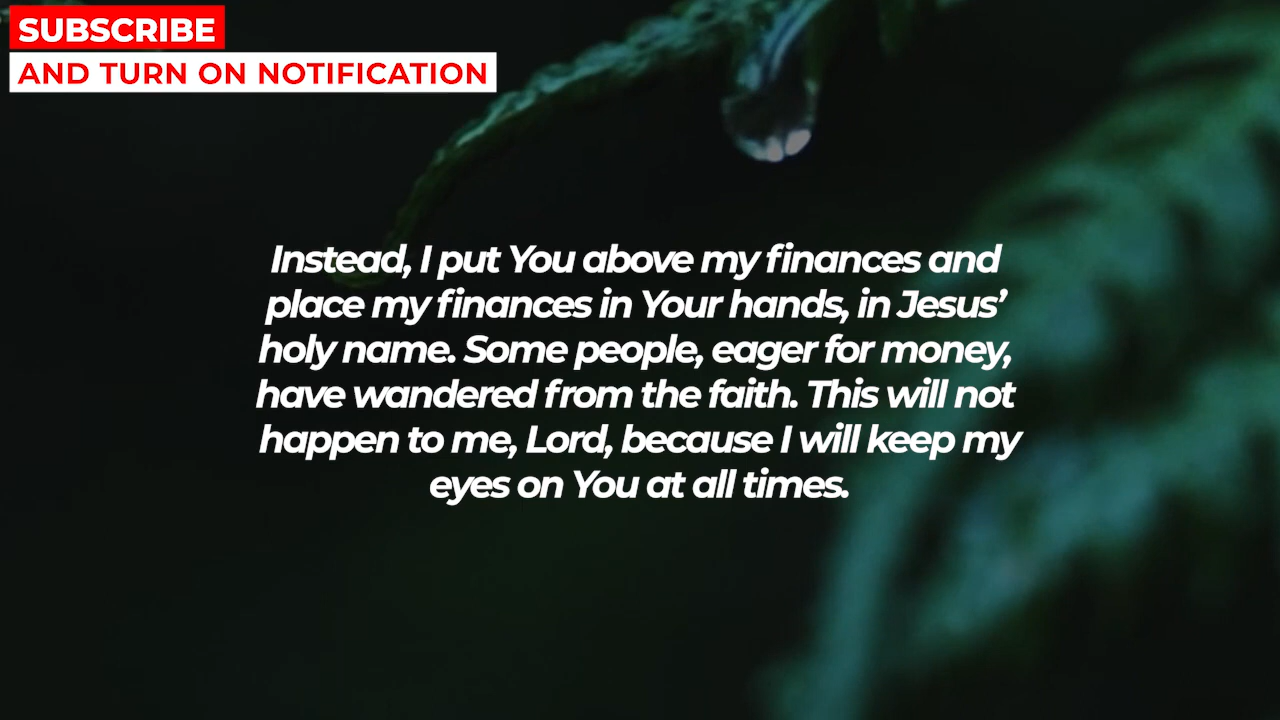 SUBSCRIBE
AND TURN ON NOTIFICATION
Instead, I put You above my finances and
place my finances in Your hands, in Jesus’
holy name. Some people, eager for money,
have wandered from the faith. This will not
happen to me, Lord, because I will keep my
eyes on You at all times.